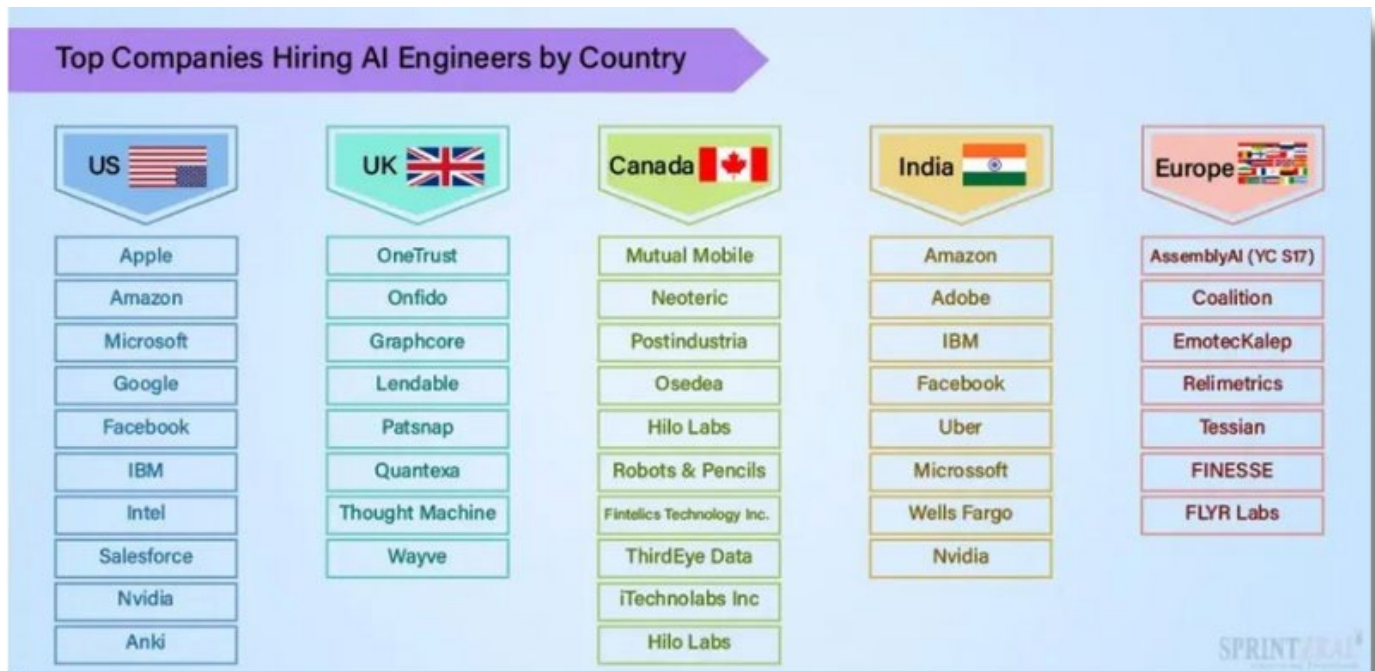 Top Companies Hiring AI Engineers by Country
US
Apple
Amazon
Microsoft
Google
Facebook
IBM
Intel
Salesforce
Nvidia
Anki
UK
OneTrust
Onfido
Graphcore
Lendable
Patsnap
Quantexa
Thought Machine
Wayve
Canada
Mutual Mobile
Neoteric
Postindustria
Osedea
Hilo Labs
Robots & Pencils
Fintelics Technology Inc.
ThirdEye Data
iTechnolabs Inc
Hilo Labs
India
Amazon
Adobe
IBM
Facebook
Uber
Microssoft
Wells Fargo
Nvidia
Europe
AssemblyAI (YC S17)
Coalition
EmotecKalep
Relimetrics
Tessian
FINESSE
FLYR Labs
SPRINTZEAL